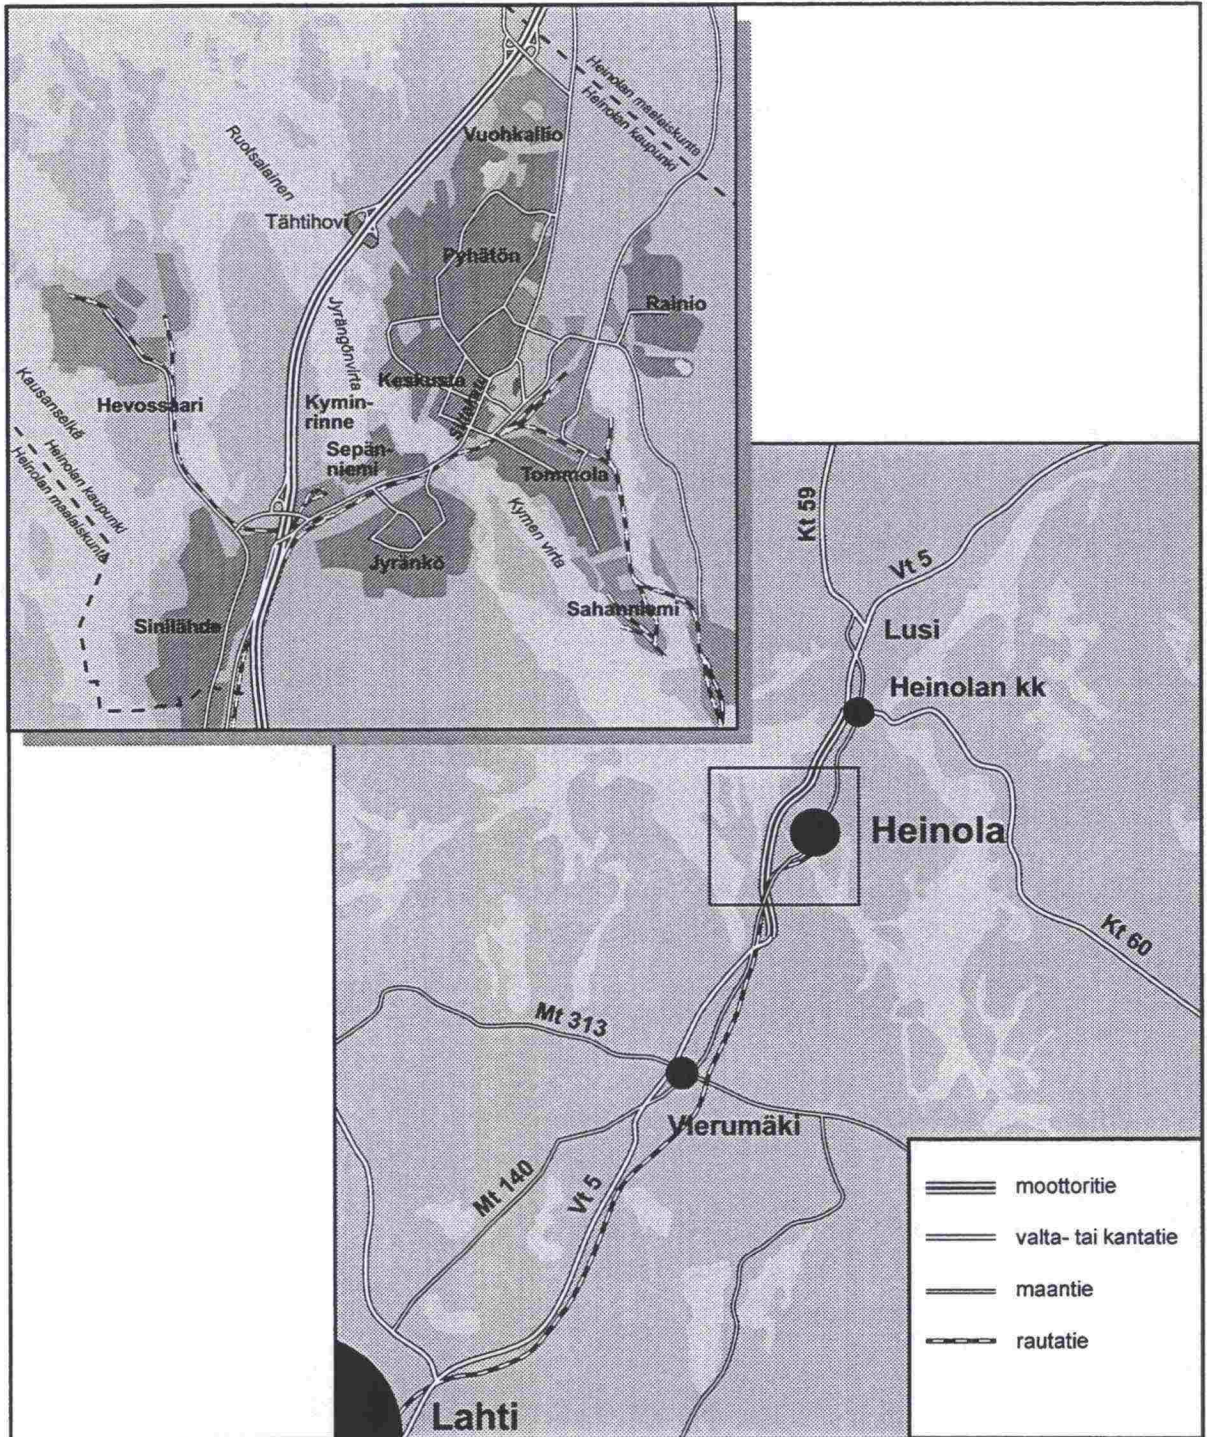 Heinolan maalaiskunta
Heinolan kaupunki
Vuohkallio
Ruotsalainen
Tähtihovi
Pyhätön
Rainio
Jyrängönvirta
Keskusta
Siltakatu
Kausanselkä
Hevossaari
Kymin-
rinne
Sepän-
niemi
Heinolan kaupunki
Heinolan maalaiskunta
Tommola
Kymen virta
Jyränkö
Sahanniemi
Sinilähde
Kt 59
Vt 5
Lusi
Heinolan kk
Heinola
Kt 60
Mt 313
Vierumäki
Mt 140
Vt 5
Lahti
moottoritie
valta- tai kantatie
maantie
rautatie